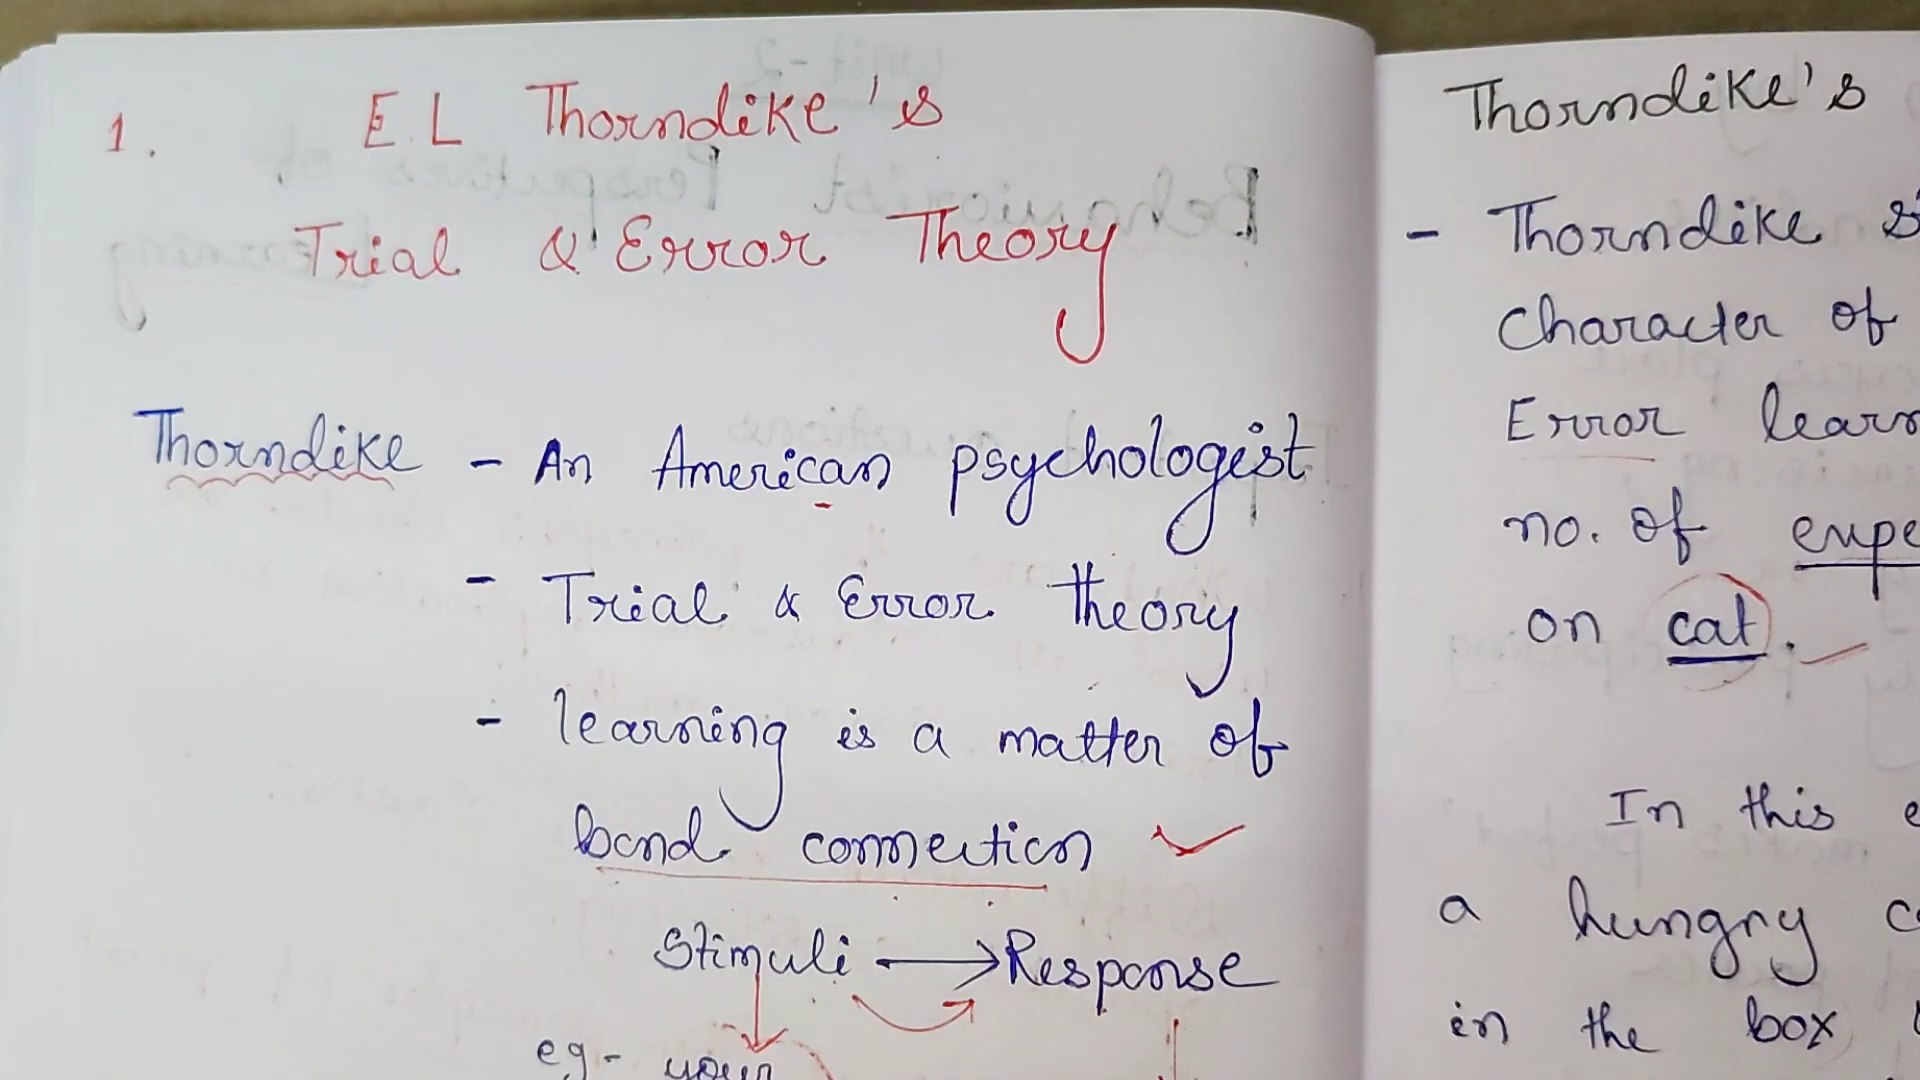 1. E L Thorndike's
Trial & Error Theory
Thorndike - An American psychologist
- Trial & Error theory
- learning is a matter of
bond connection
Stimuli → Response
eg - your
Thorndike's
- Thorndike
character of
Error
no. of
on cat.
In this
a hungry
in the box